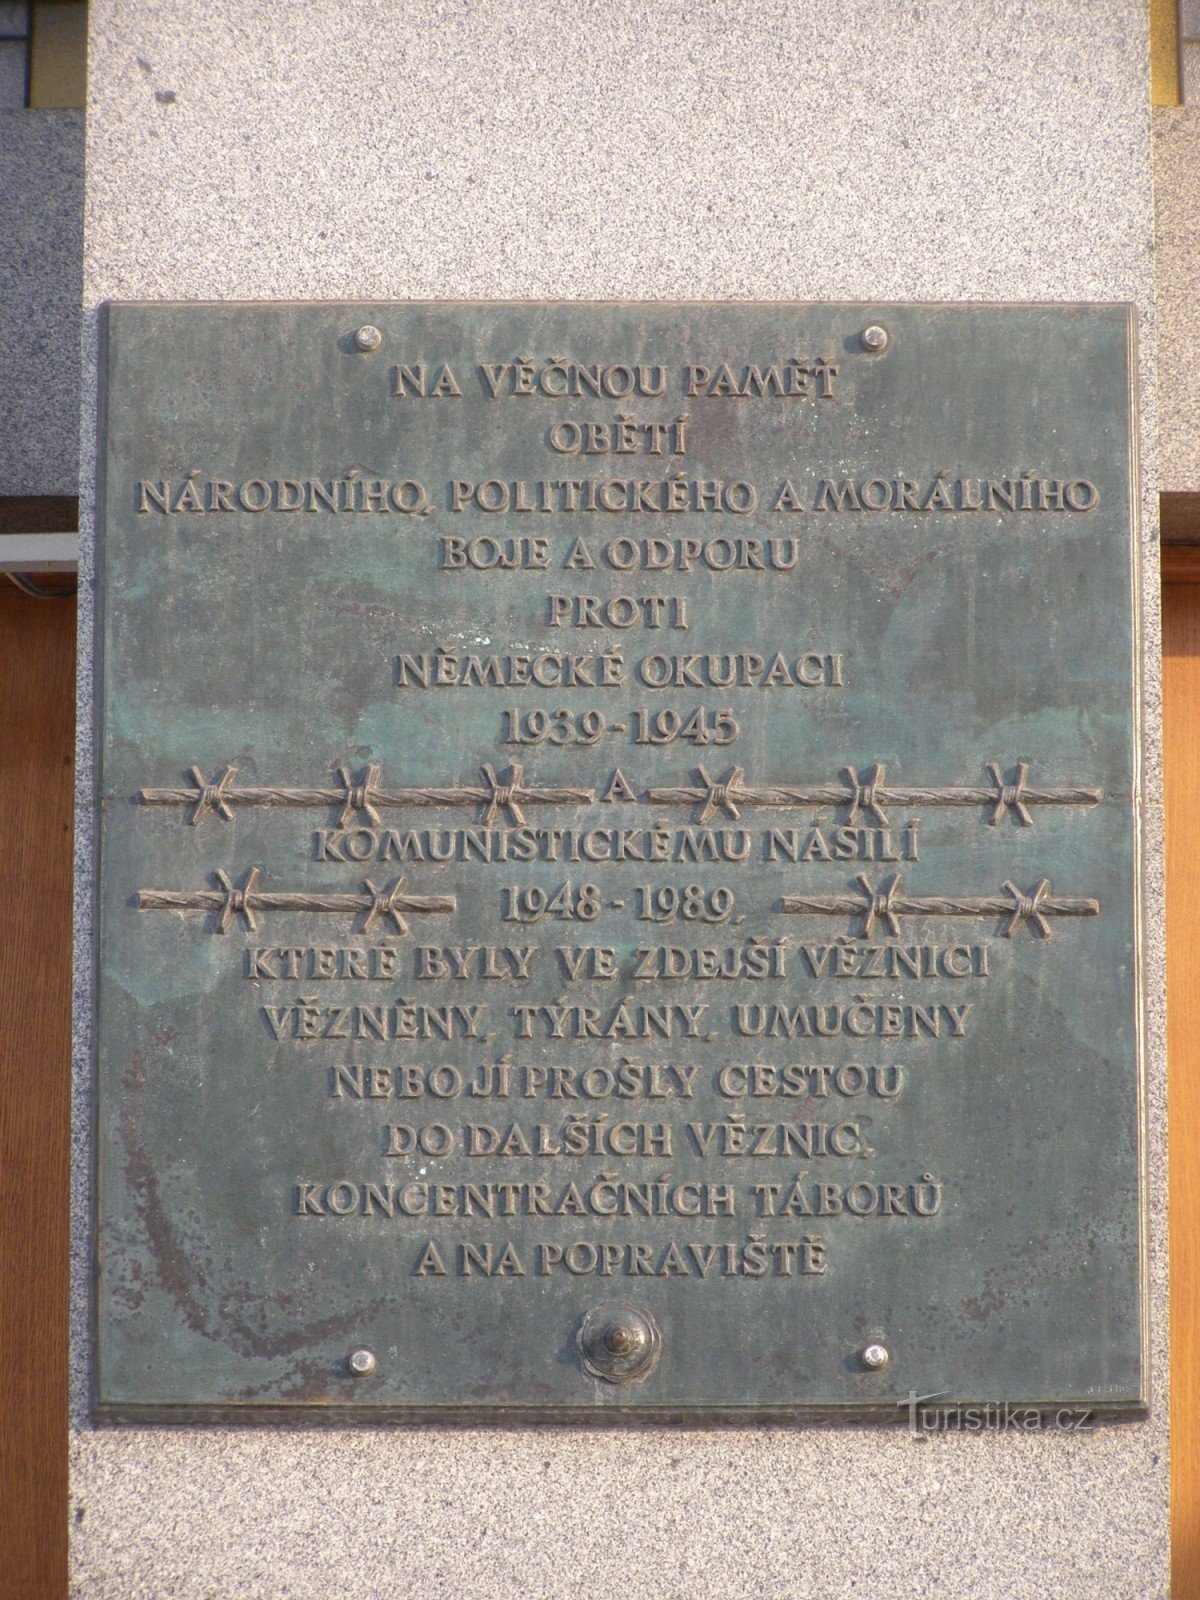 NA VĚČNOU PAMĚŤ
OBĚTÍ
NÁRODNÍHO, POLITICKÉHO A MORÁLNÍHO
BOJE A ODPORU
PROTI
NĚMECKÉ OKUPACI
1939-1945
A
KOMUNISTICKÉMU NÁSILÍ
1948-1989,
KTERÉ BYLY VE ZDEJŠÍ VĚZNICI
VĚZNĚNY, TÝRÁNY, UMUČENY
NEBO JÍ PROŠLY CESTOU
DO DALŠÍCH VĚZNIC,
KONCENTRAČNÍCH TÁBORŮ
A NA POPRAVIŠTĚ
Turistika.cz